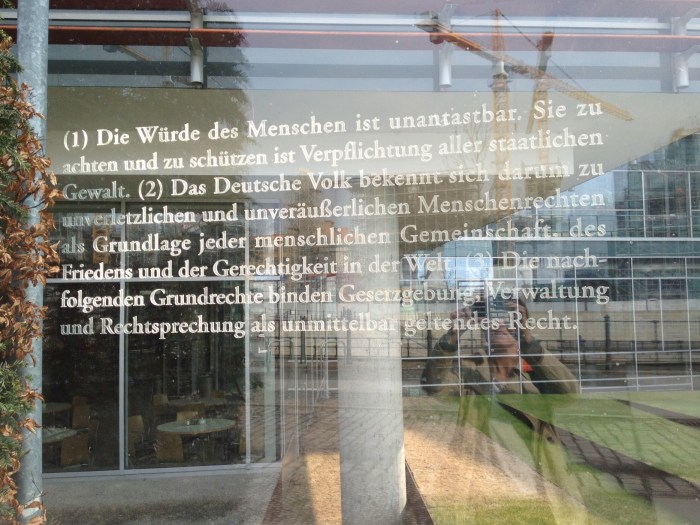 (1) Die Würde des Menschen ist unantastbar. Sie zu
achten und zu schützen ist Verpflichtung aller staatlichen
Gewalt. (2) Das Deutsche Volk bekennt sich darum zu
unverletzlichen und unveräußerlichen Menschenrechten
als Grundlage jeder menschlichen Gemeinschaft, des
Friedens und der Gerechtigkeit in der Welt. (3) Die nach-
folgenden Grundrechte binden Gesetzgebung, Verwaltung
und Rechtsprechung als unmittelbar geltendes Recht.